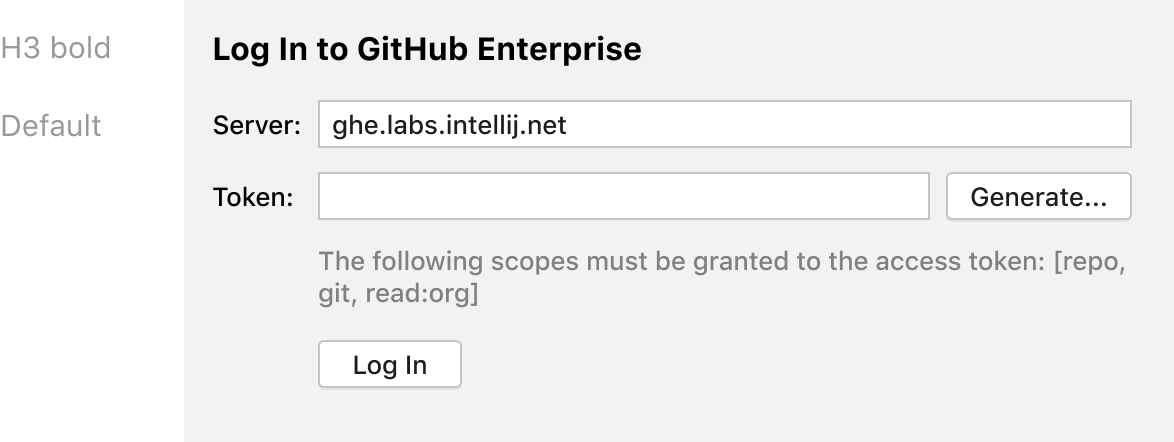 H3 bold
Log In to GitHub Enterprise
Default
Server: ghe.labs.intellij.net
Token: Generate...
The following scopes must be granted to the access token: [repo,
git, read:org]
Log In